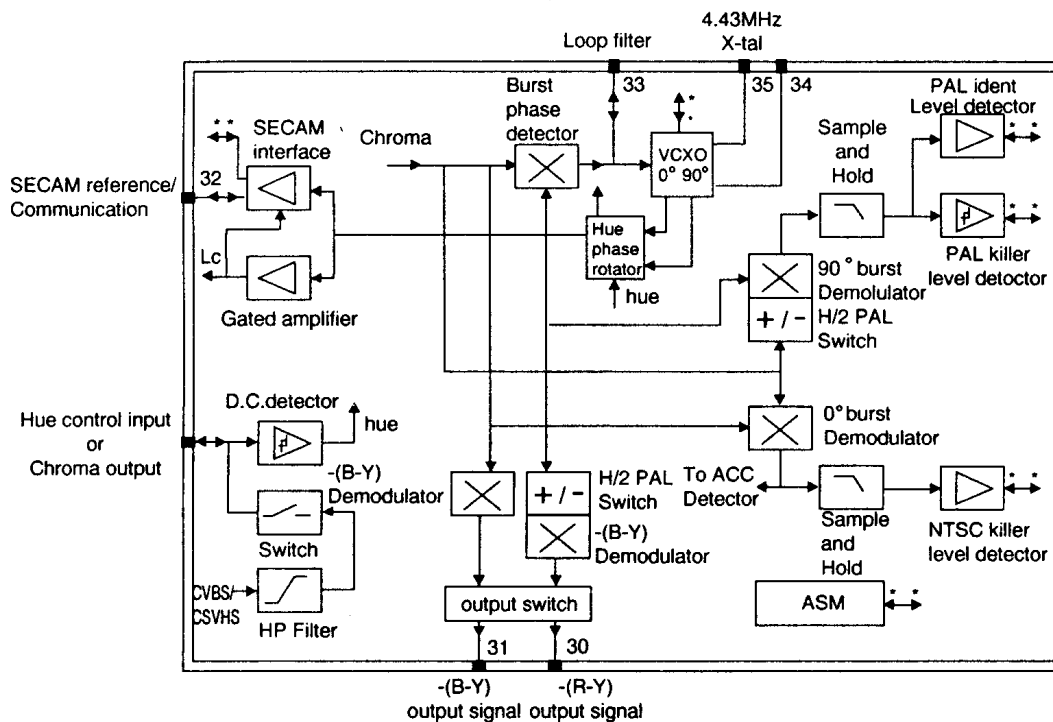 4.43MHz
X-tal
Loop filter
33
35
34
Burst
phase
detector
PAL ident
Level detector
* *
SECAM
interface
Chroma
*
*
VCXO
0° 90°
Sample
and
Hold
* *
SECAM reference/
Communication
32
Hue
phase
rotator
* *
Lc
hue
90° burst
Demolulator
PAL killer
level detoctor
Gated amplifier
+ / -
H/2 PAL
Switch
Hue control input
or
Chroma output
D.C.detector
hue
0° burst
Demodulator
-(B-Y)
Demodulator
+ / -
H/2 PAL
Switch
To ACC
Detector
* *
Switch
-(B-Y)
Demodulator
Sample
and
Hold
NTSC killer
level detector
CVBS/
CSVHS
HP Filter
output switch
ASM
* *
31
30
-(B-Y)
output signal
-(R-Y)
output signal